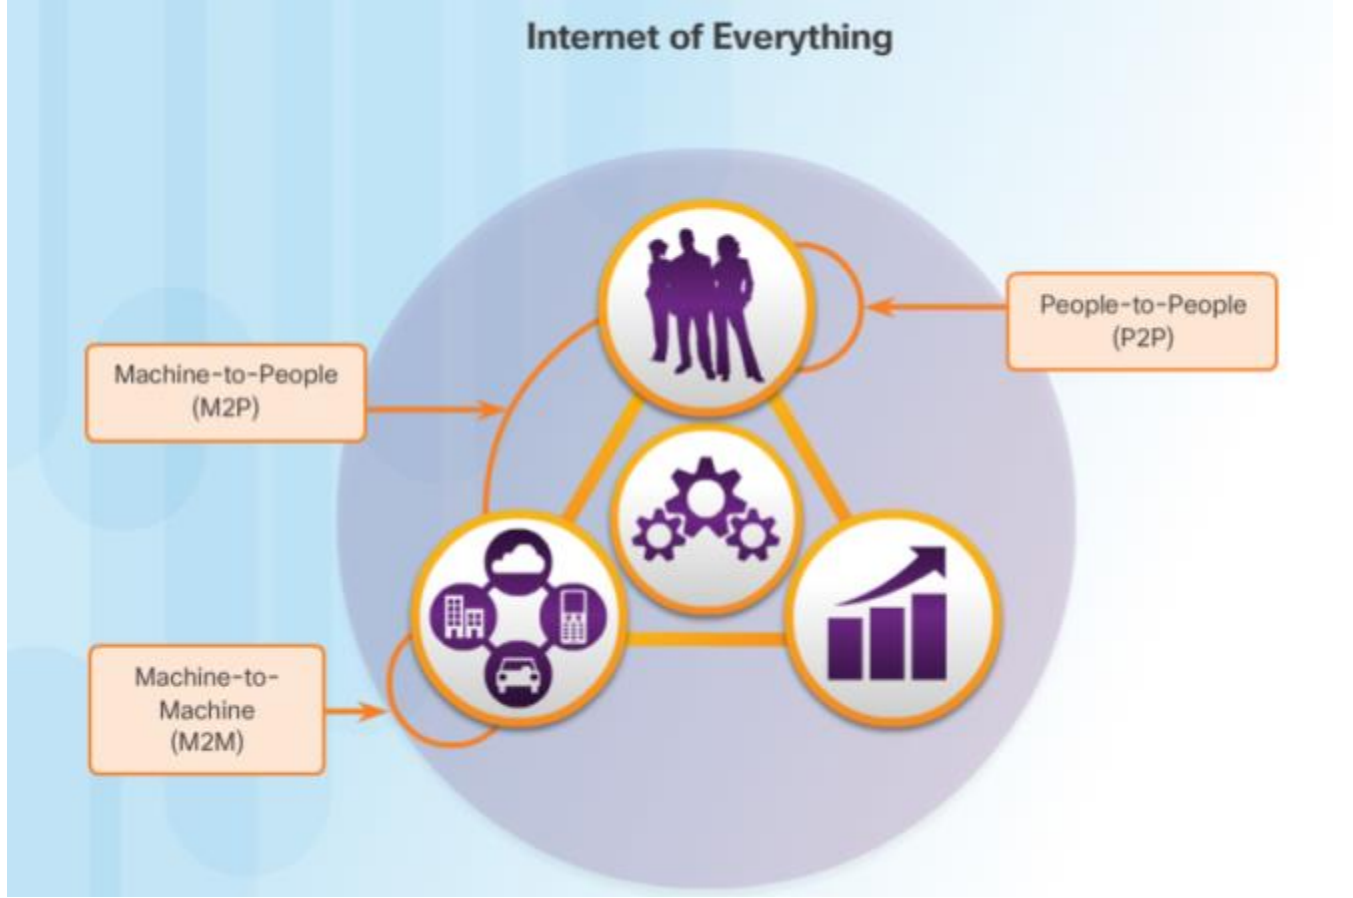 Internet of Everything
People-to-People
(P2P)
Machine-to-People
(M2P)
Machine-to-
Machine
(M2M)